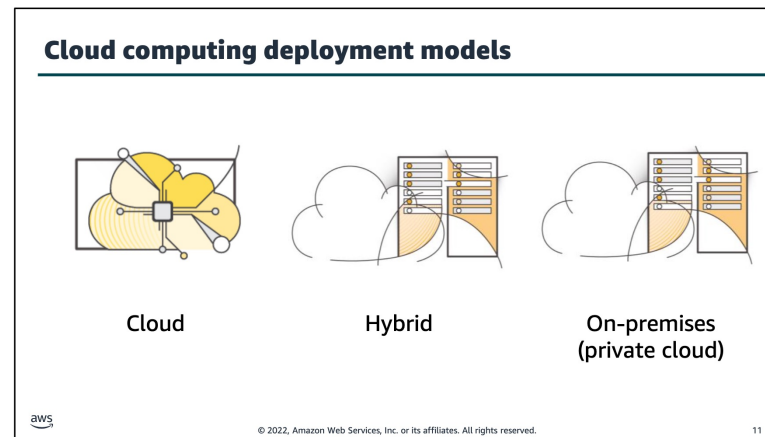 Cloud computing deployment models
Cloud
Hybrid
On-premises
(private cloud)
aws
© 2022, Amazon Web Services, Inc. or its affiliates. All rights reserved.
11